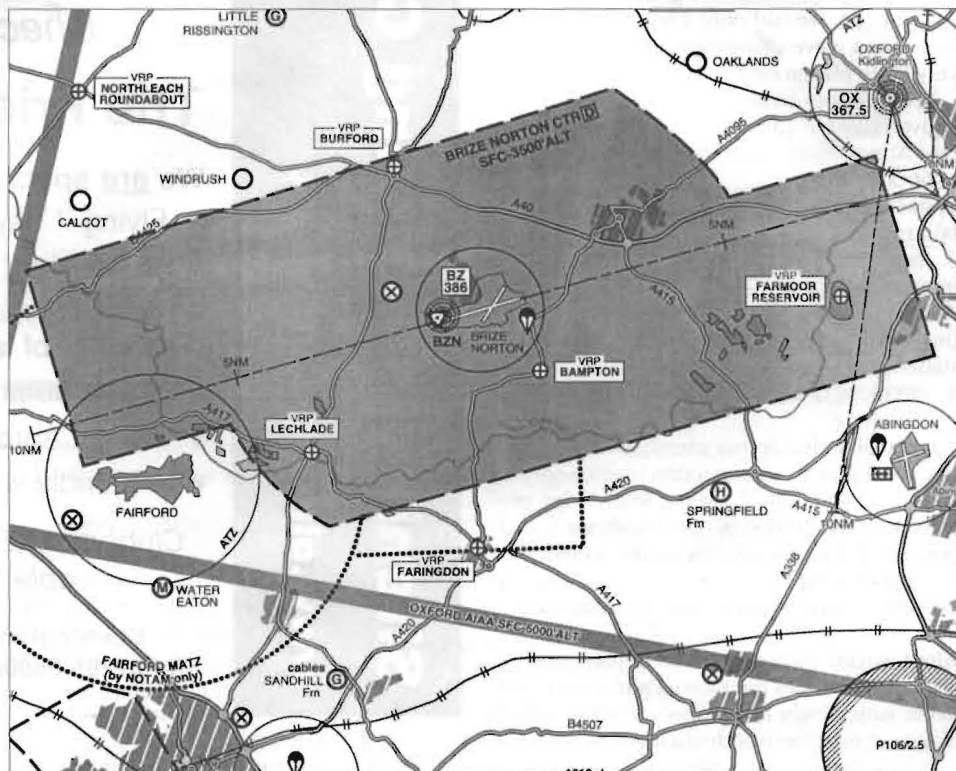 LITTLE
RISSINGTON
G
ATZ
OXFORD/
Kidlington
OAKLANDS
VRP
NORTHLEACH
ROUNDABOUT
OX
367.5
VRP
BURFORD
BRIZE NORTON CTR D
SFC-3500'ALT
A4095
WINDRUSH
CALCOT
A40
5NM
BZ
386
A415
VRP
FARMOOR
RESERVOIR
BZN
BRIZE
NORTON
5NM
VRP
BAMPTON
A417
VRP
LECHLADE
10NM
ABINGDON
A420
H
SPRINGFIELD
Fm
A415
10NM
FAIRFORD
ATZ
VRP
FARINGDON
A338
M
WATER
EATON
A417
OXFORD AIAA SFC-5000'ALT
A420
FAIRFORD MATZ
(by NOTAM only)
cables
SANDHILL
Fm
G
B4507
P106/2.5